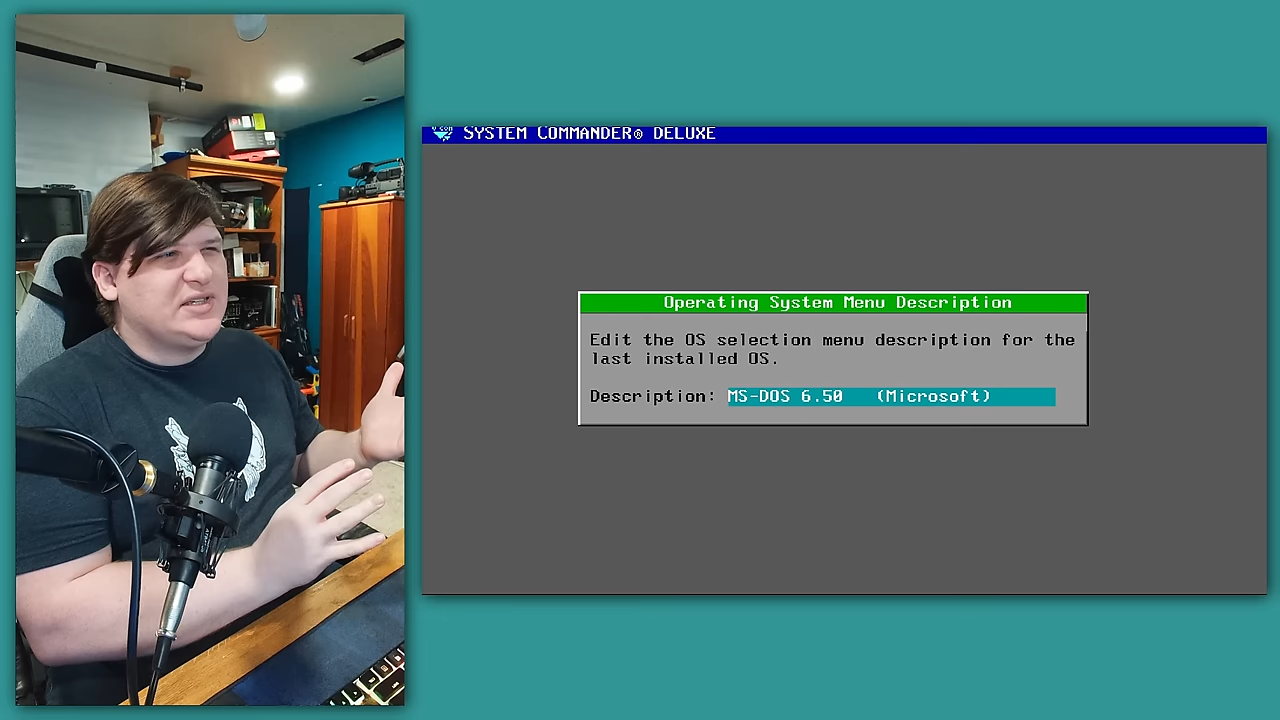 SYSTEM COMMANDER® DELUXE
Operating System Menu Description
Edit the OS selection menu description for the
last installed OS.
Description: MS-DOS 6.50   (Microsoft)